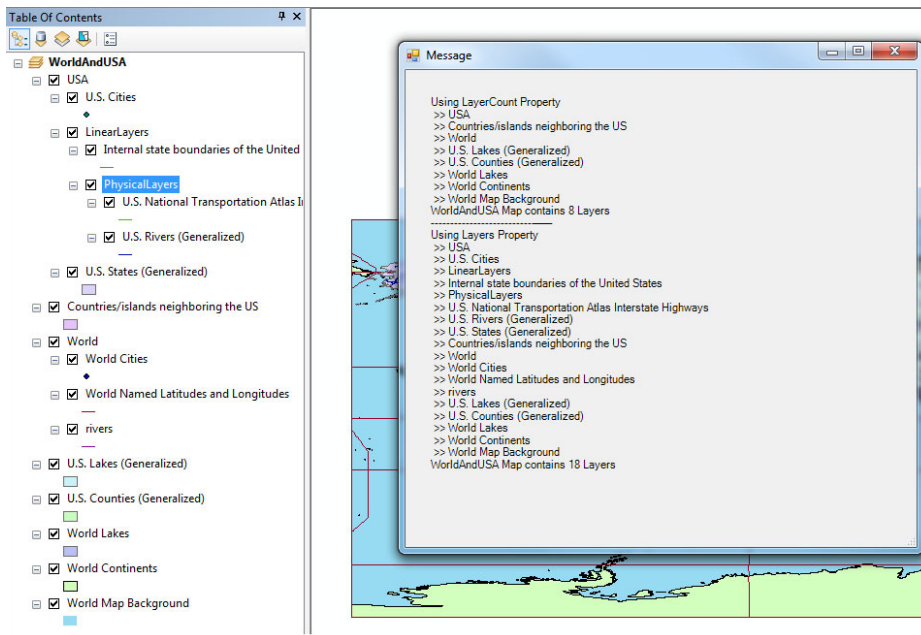 Table Of Contents
WorldAndUSA
USA
U.S. Cities
LinearLayers
Internal state boundaries of the United
PhysicalLayers
U.S. National Transportation Atlas I
U.S. Rivers (Generalized)
U.S. States (Generalized)
Countries/islands neighboring the US
World
World Cities
World Named Latitudes and Longitudes
rivers
U.S. Lakes (Generalized)
U.S. Counties (Generalized)
World Lakes
World Continents
World Map Background
Message
Using LayerCount Property
>> USA
>> Countries/islands neighboring the US
>> World
>> U.S. Lakes (Generalized)
>> U.S. Counties (Generalized)
>> World Lakes
>> World Continents
>> World Map Background
WorldAndUSA Map contains 8 Layers
------------------------------
Using Layers Property
>> USA
>> U.S. Cities
>> LinearLayers
>> Internal state boundaries of the United States
>> PhysicalLayers
>> U.S. National Transportation Atlas Interstate Highways
>> U.S. Rivers (Generalized)
>> U.S. States (Generalized)
>> Countries/islands neighboring the US
>> World
>> World Cities
>> World Named Latitudes and Longitudes
>> rivers
>> U.S. Lakes (Generalized)
>> U.S. Counties (Generalized)
>> World Lakes
>> World Continents
>> World Map Background
WorldAndUSA Map contains 18 Layers